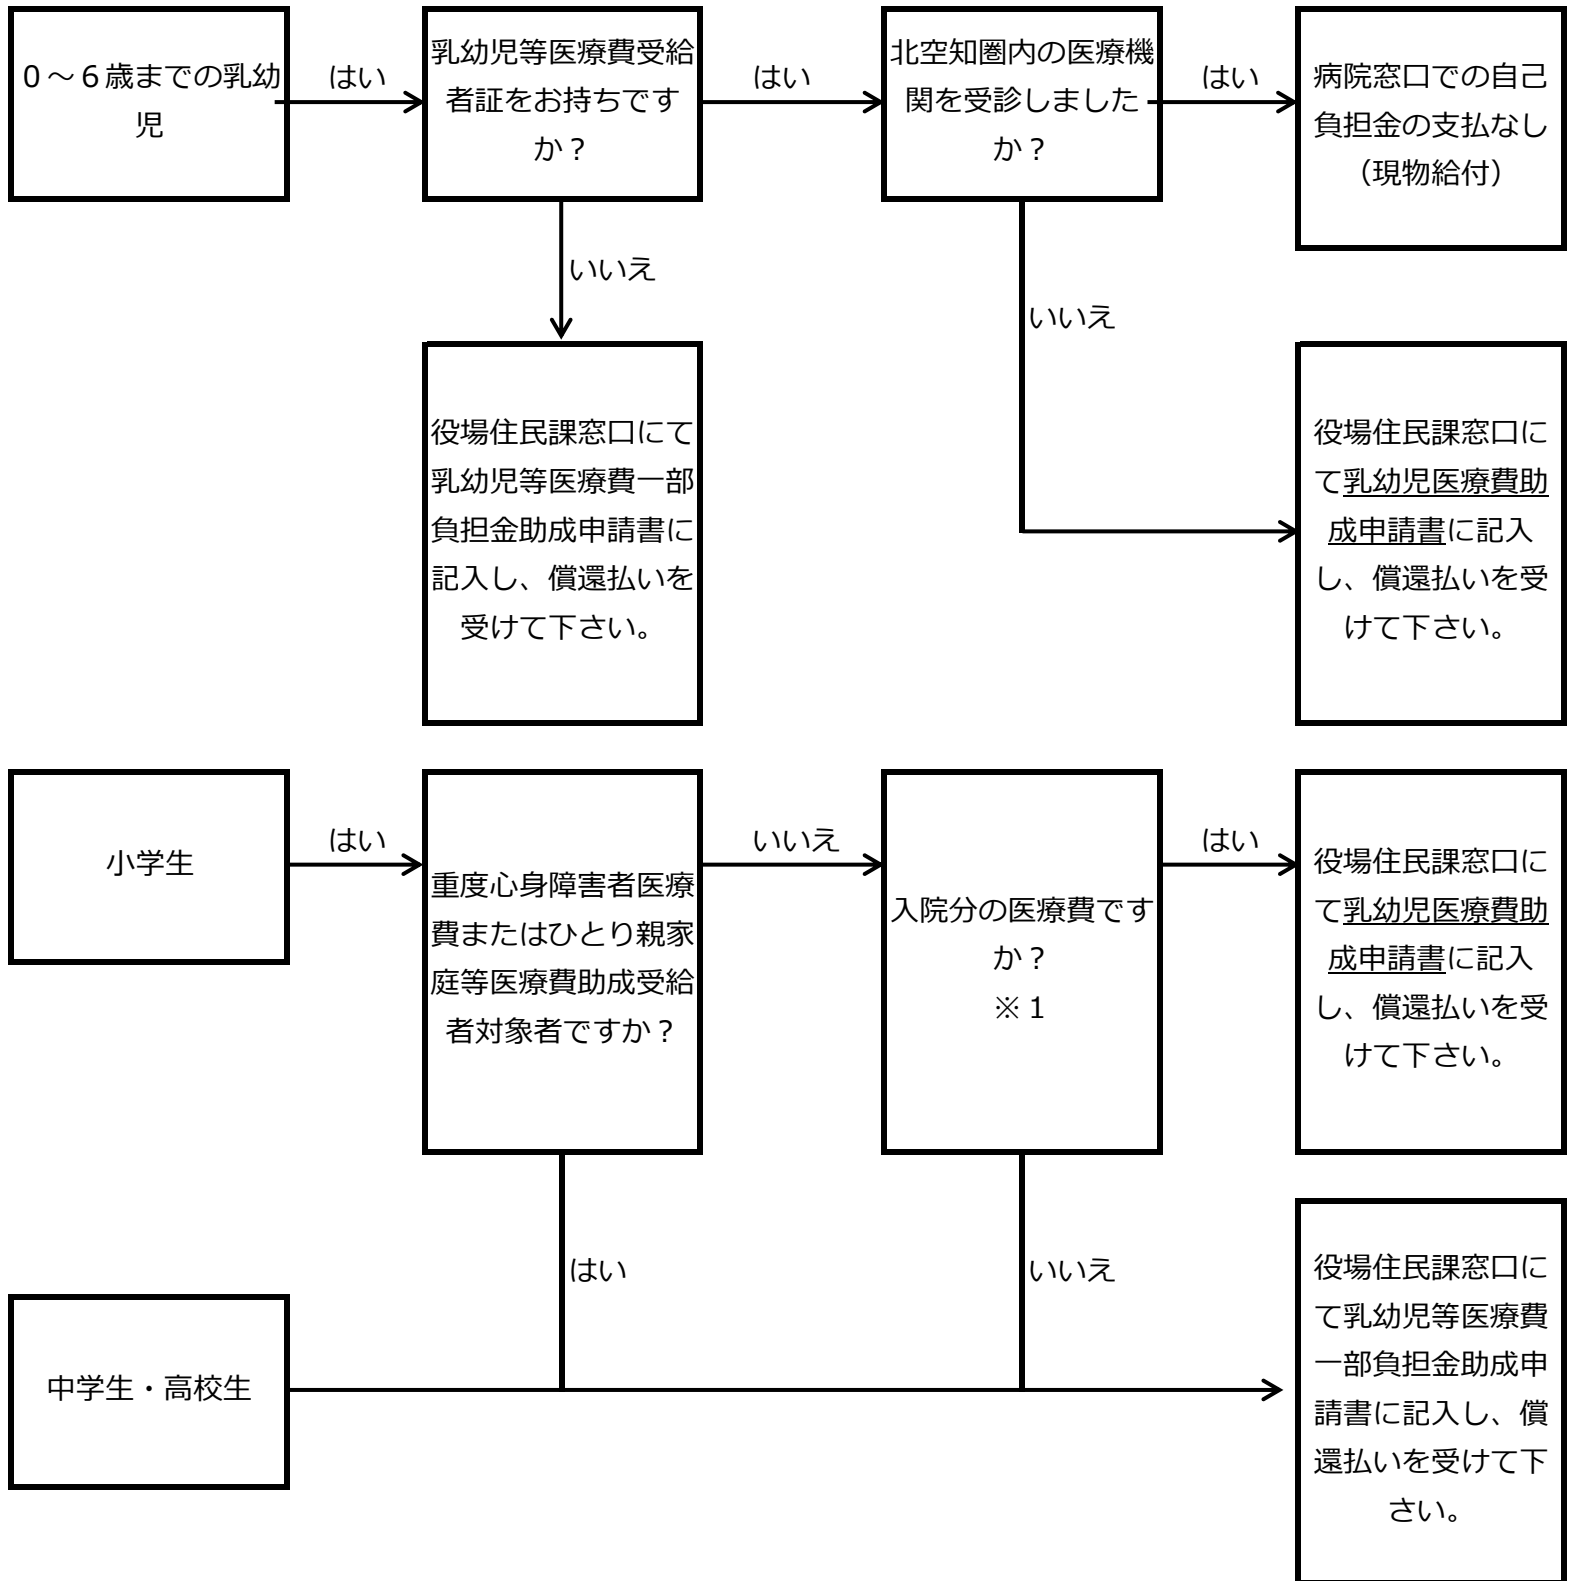 ０～６歳までの乳幼
児
はい
乳幼児等医療費受給
者証をお持ちです
か？
はい
北空知圏内の医療機
関を受診しました
か？
はい
病院窓口での自己
負担金の支払なし
（現物給付）
いいえ
いいえ
役場住民課窓口にて
乳幼児等医療費一部
負担金助成申請書に
記入し、償還払いを
受けて下さい。
役場住民課窓口に
て乳幼児医療費助
成申請書に記入
し、償還払いを受
けて下さい。
小学生
はい
重度心身障害者医療
費またはひとり親家
庭等医療費助成受給
者対象者ですか？
いいえ
入院分の医療費です
か？
※１
はい
役場住民課窓口に
て乳幼児医療費助
成申請書に記入
し、償還払いを受
けて下さい。
はい
いいえ
中学生・高校生
役場住民課窓口に
て乳幼児等医療費
一部負担金助成申
請書に記入し、償
還払いを受けて下
さい。